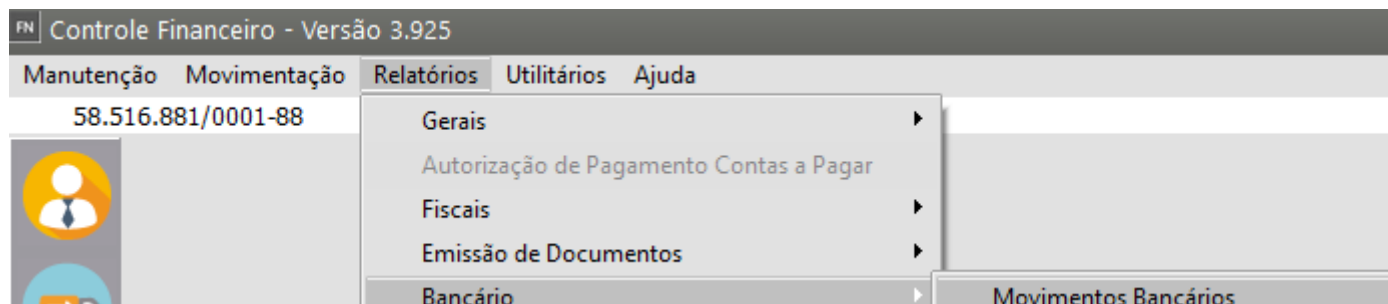 FN Controle Financeiro - Versão 3.925
Manutenção Movimentação Relatórios Utilitários Ajuda
58.516.881/0001-88
Gerais
Autorização de Pagamento Contas a Pagar
Fiscais
Emissão de Documentos
Bancário
Movimentos Bancários